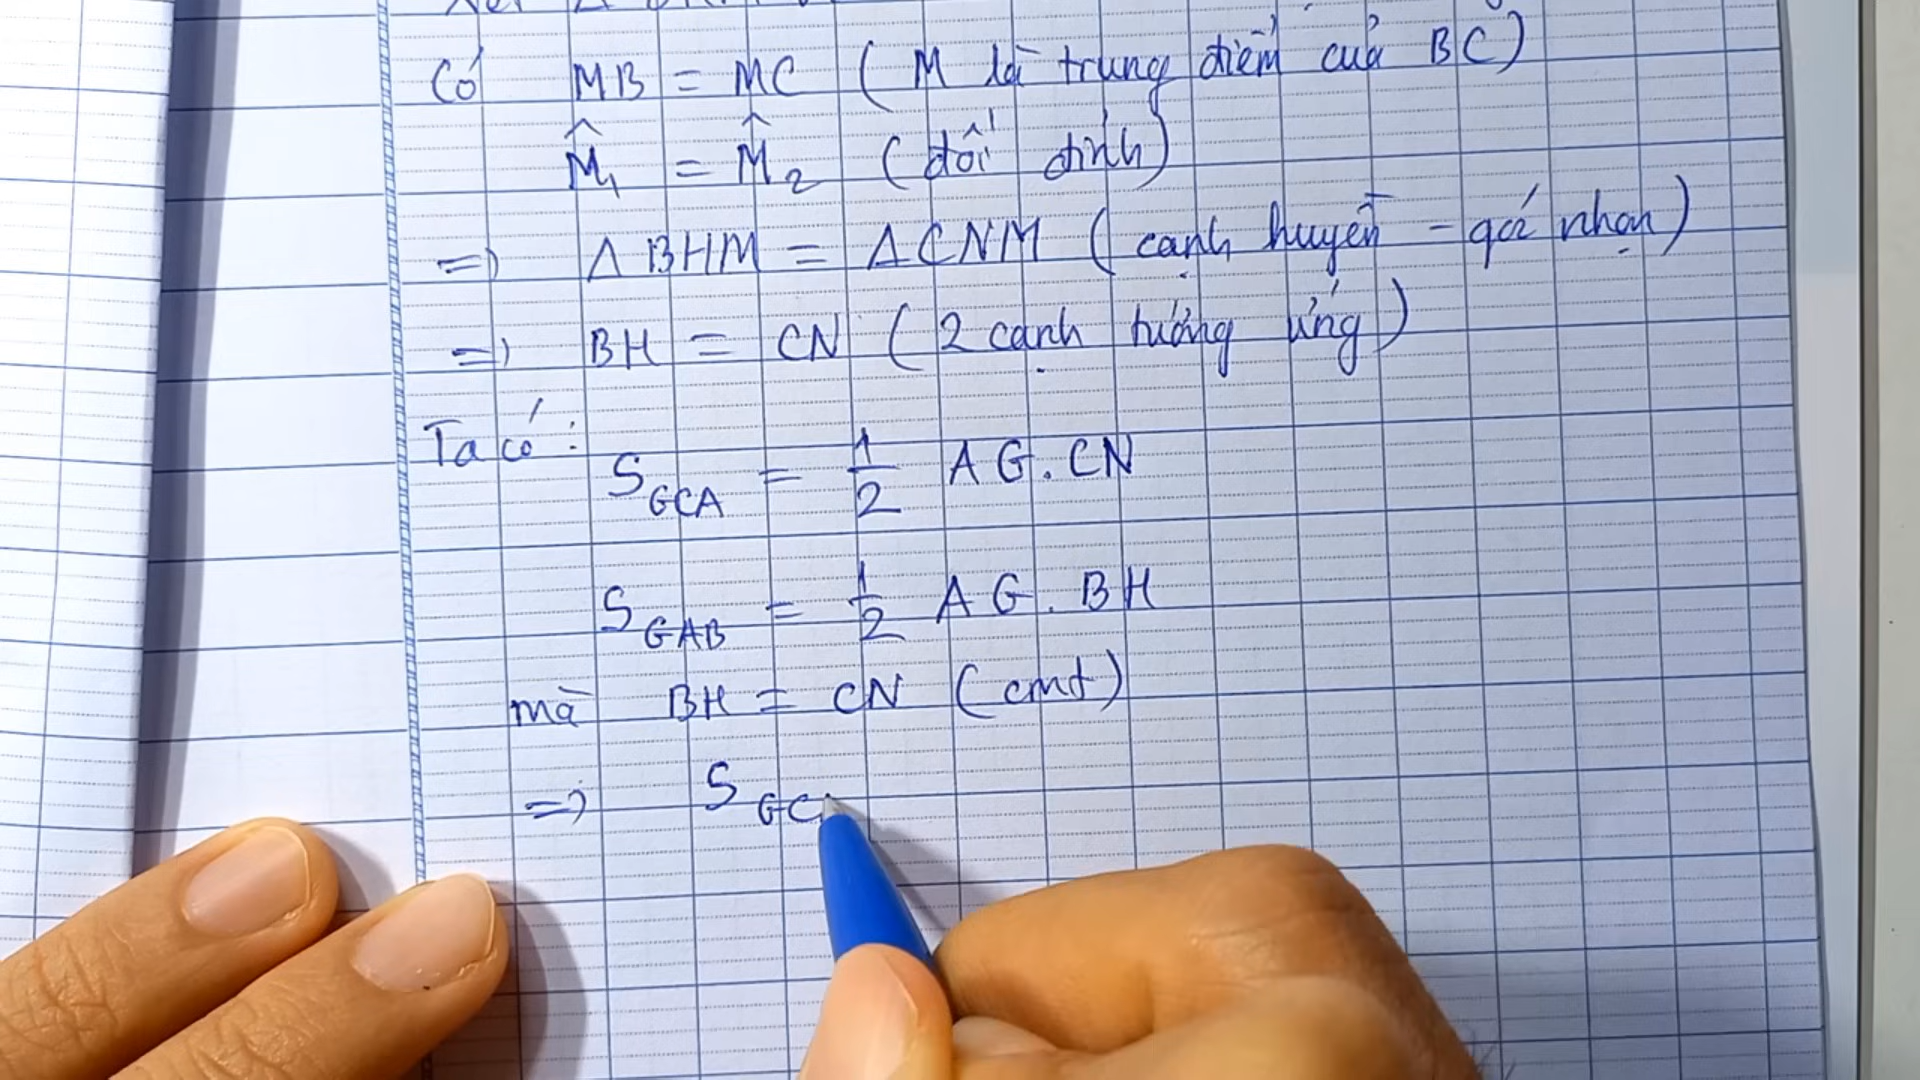 Có MB = MC ( M là trung điểm của BC )
M̂₁ = M̂₂ ( đối đỉnh )
=> Δ BHM = Δ CNM ( cạnh huyền - góc nhọn )
=> BH = CN ( 2 cạnh tương ứng )
Ta có :
S_GCA = 1/2 AG . CN
S_GAB = 1/2 AG . BH
mà BH = CN ( cmt )
=> S_GC